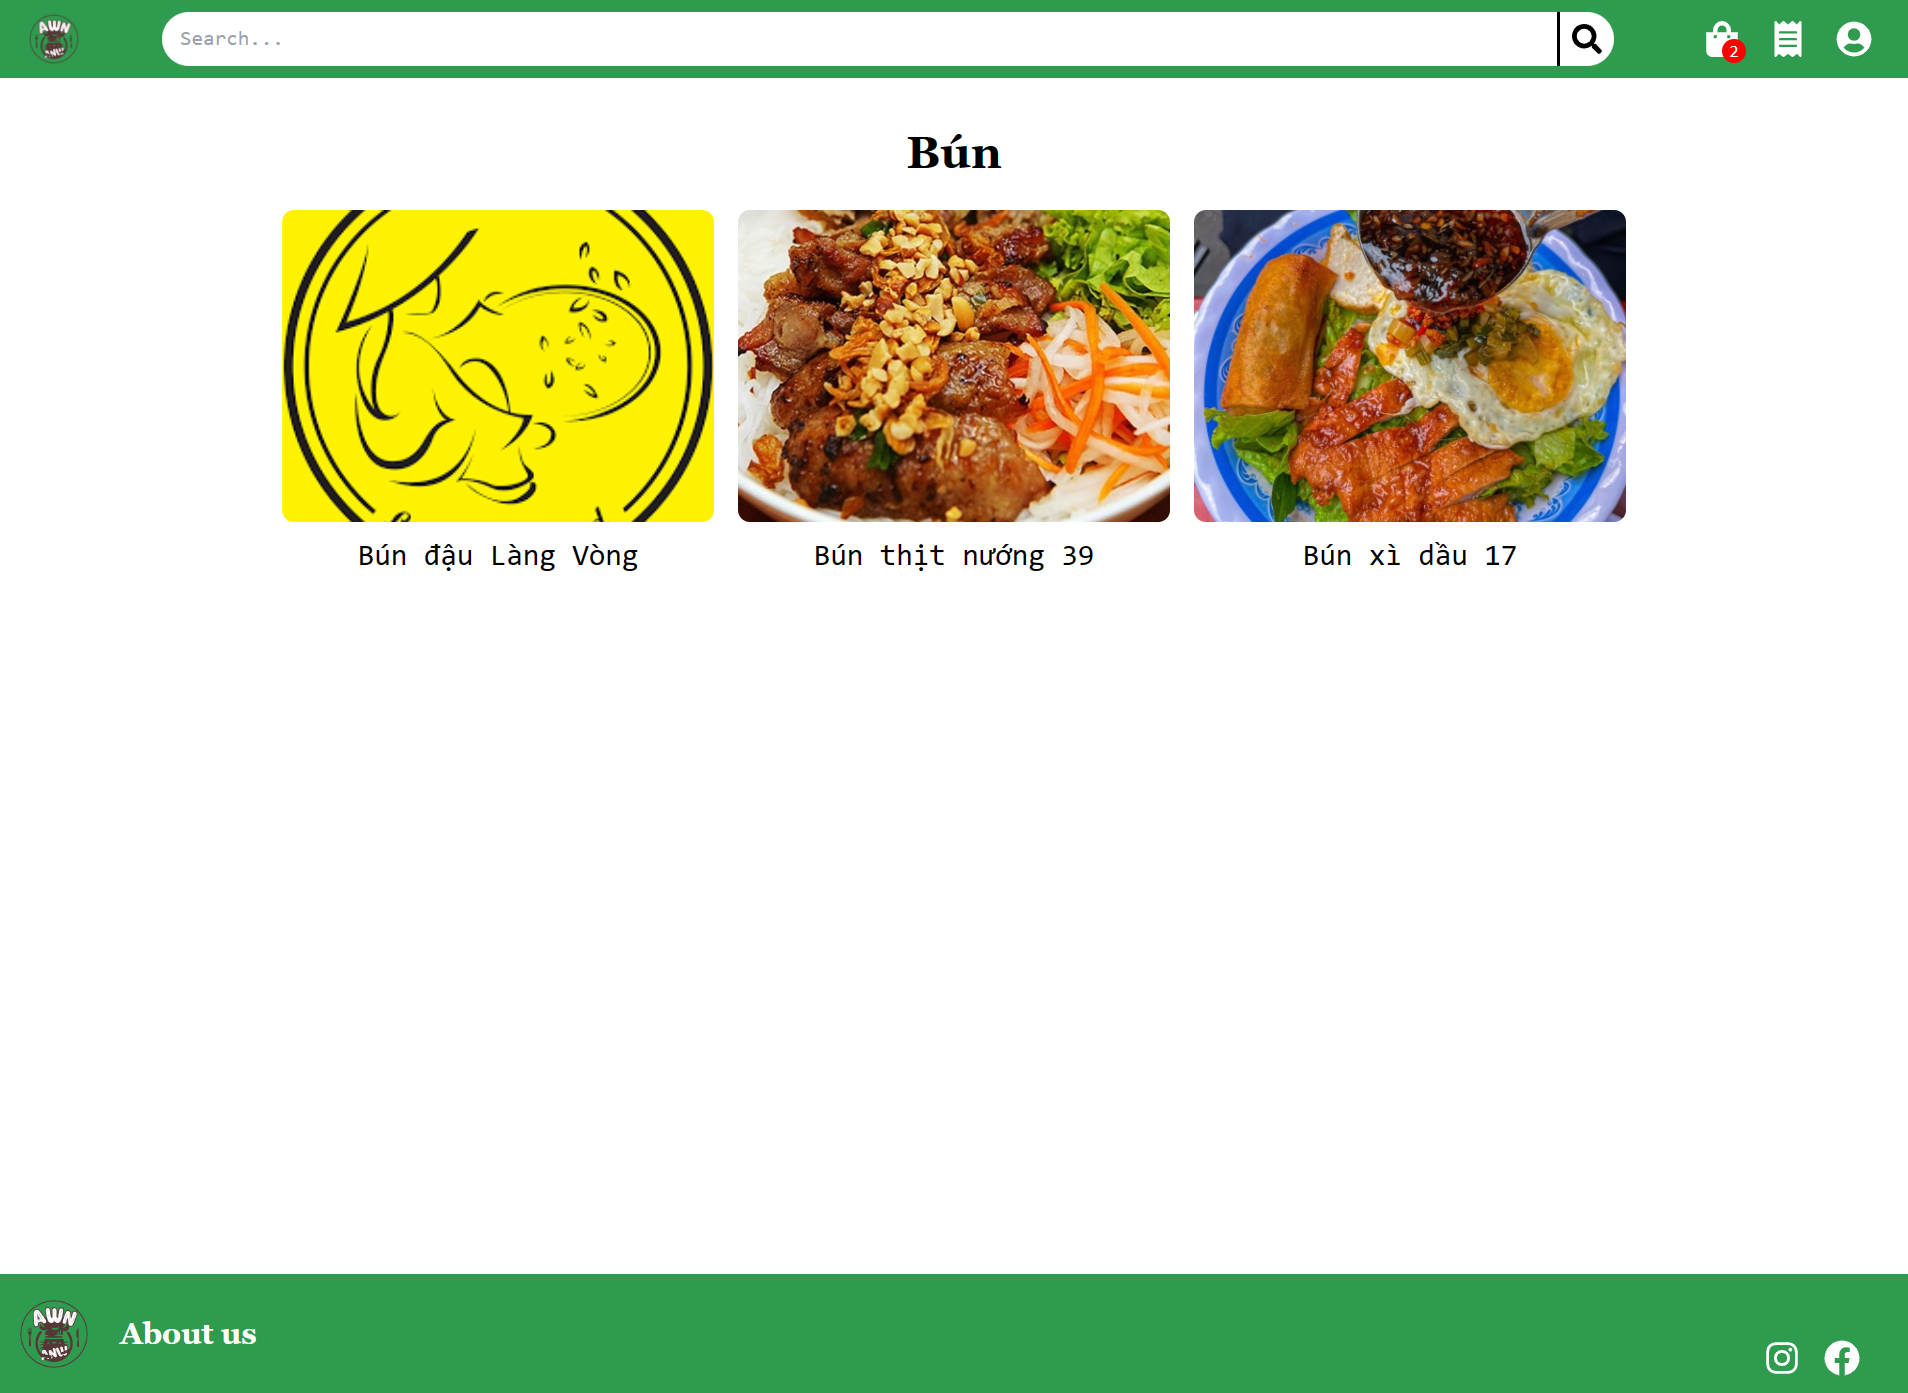 AWN
Search...
2
Bún
Bún đậu Làng Vòng
Bún thịt nướng 39
Bún xì dầu 17
AWN
About us